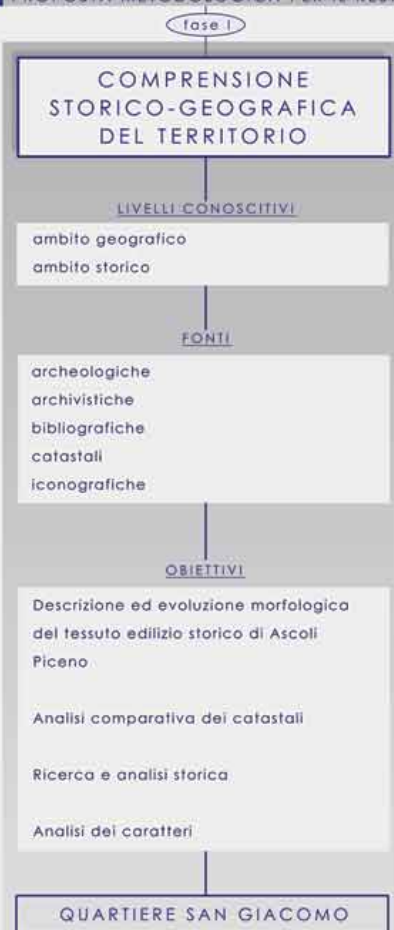 fase I
COMPRENSIONE
STORICO-GEOGRAFICA
DEL TERRITORIO
LIVELLI CONOSCITIVI
ambito geografico
ambito storico
FONTI
archeologiche
archivistiche
bibliografiche
catastali
iconografiche
OBIETTIVI
Descrizione ed evoluzione morfologica
del tessuto edilizio storico di Ascoli
Piceno
Analisi comparativa dei catastali
Ricerca e analisi storica
Analisi dei caratteri
QUARTIERE SAN GIACOMO